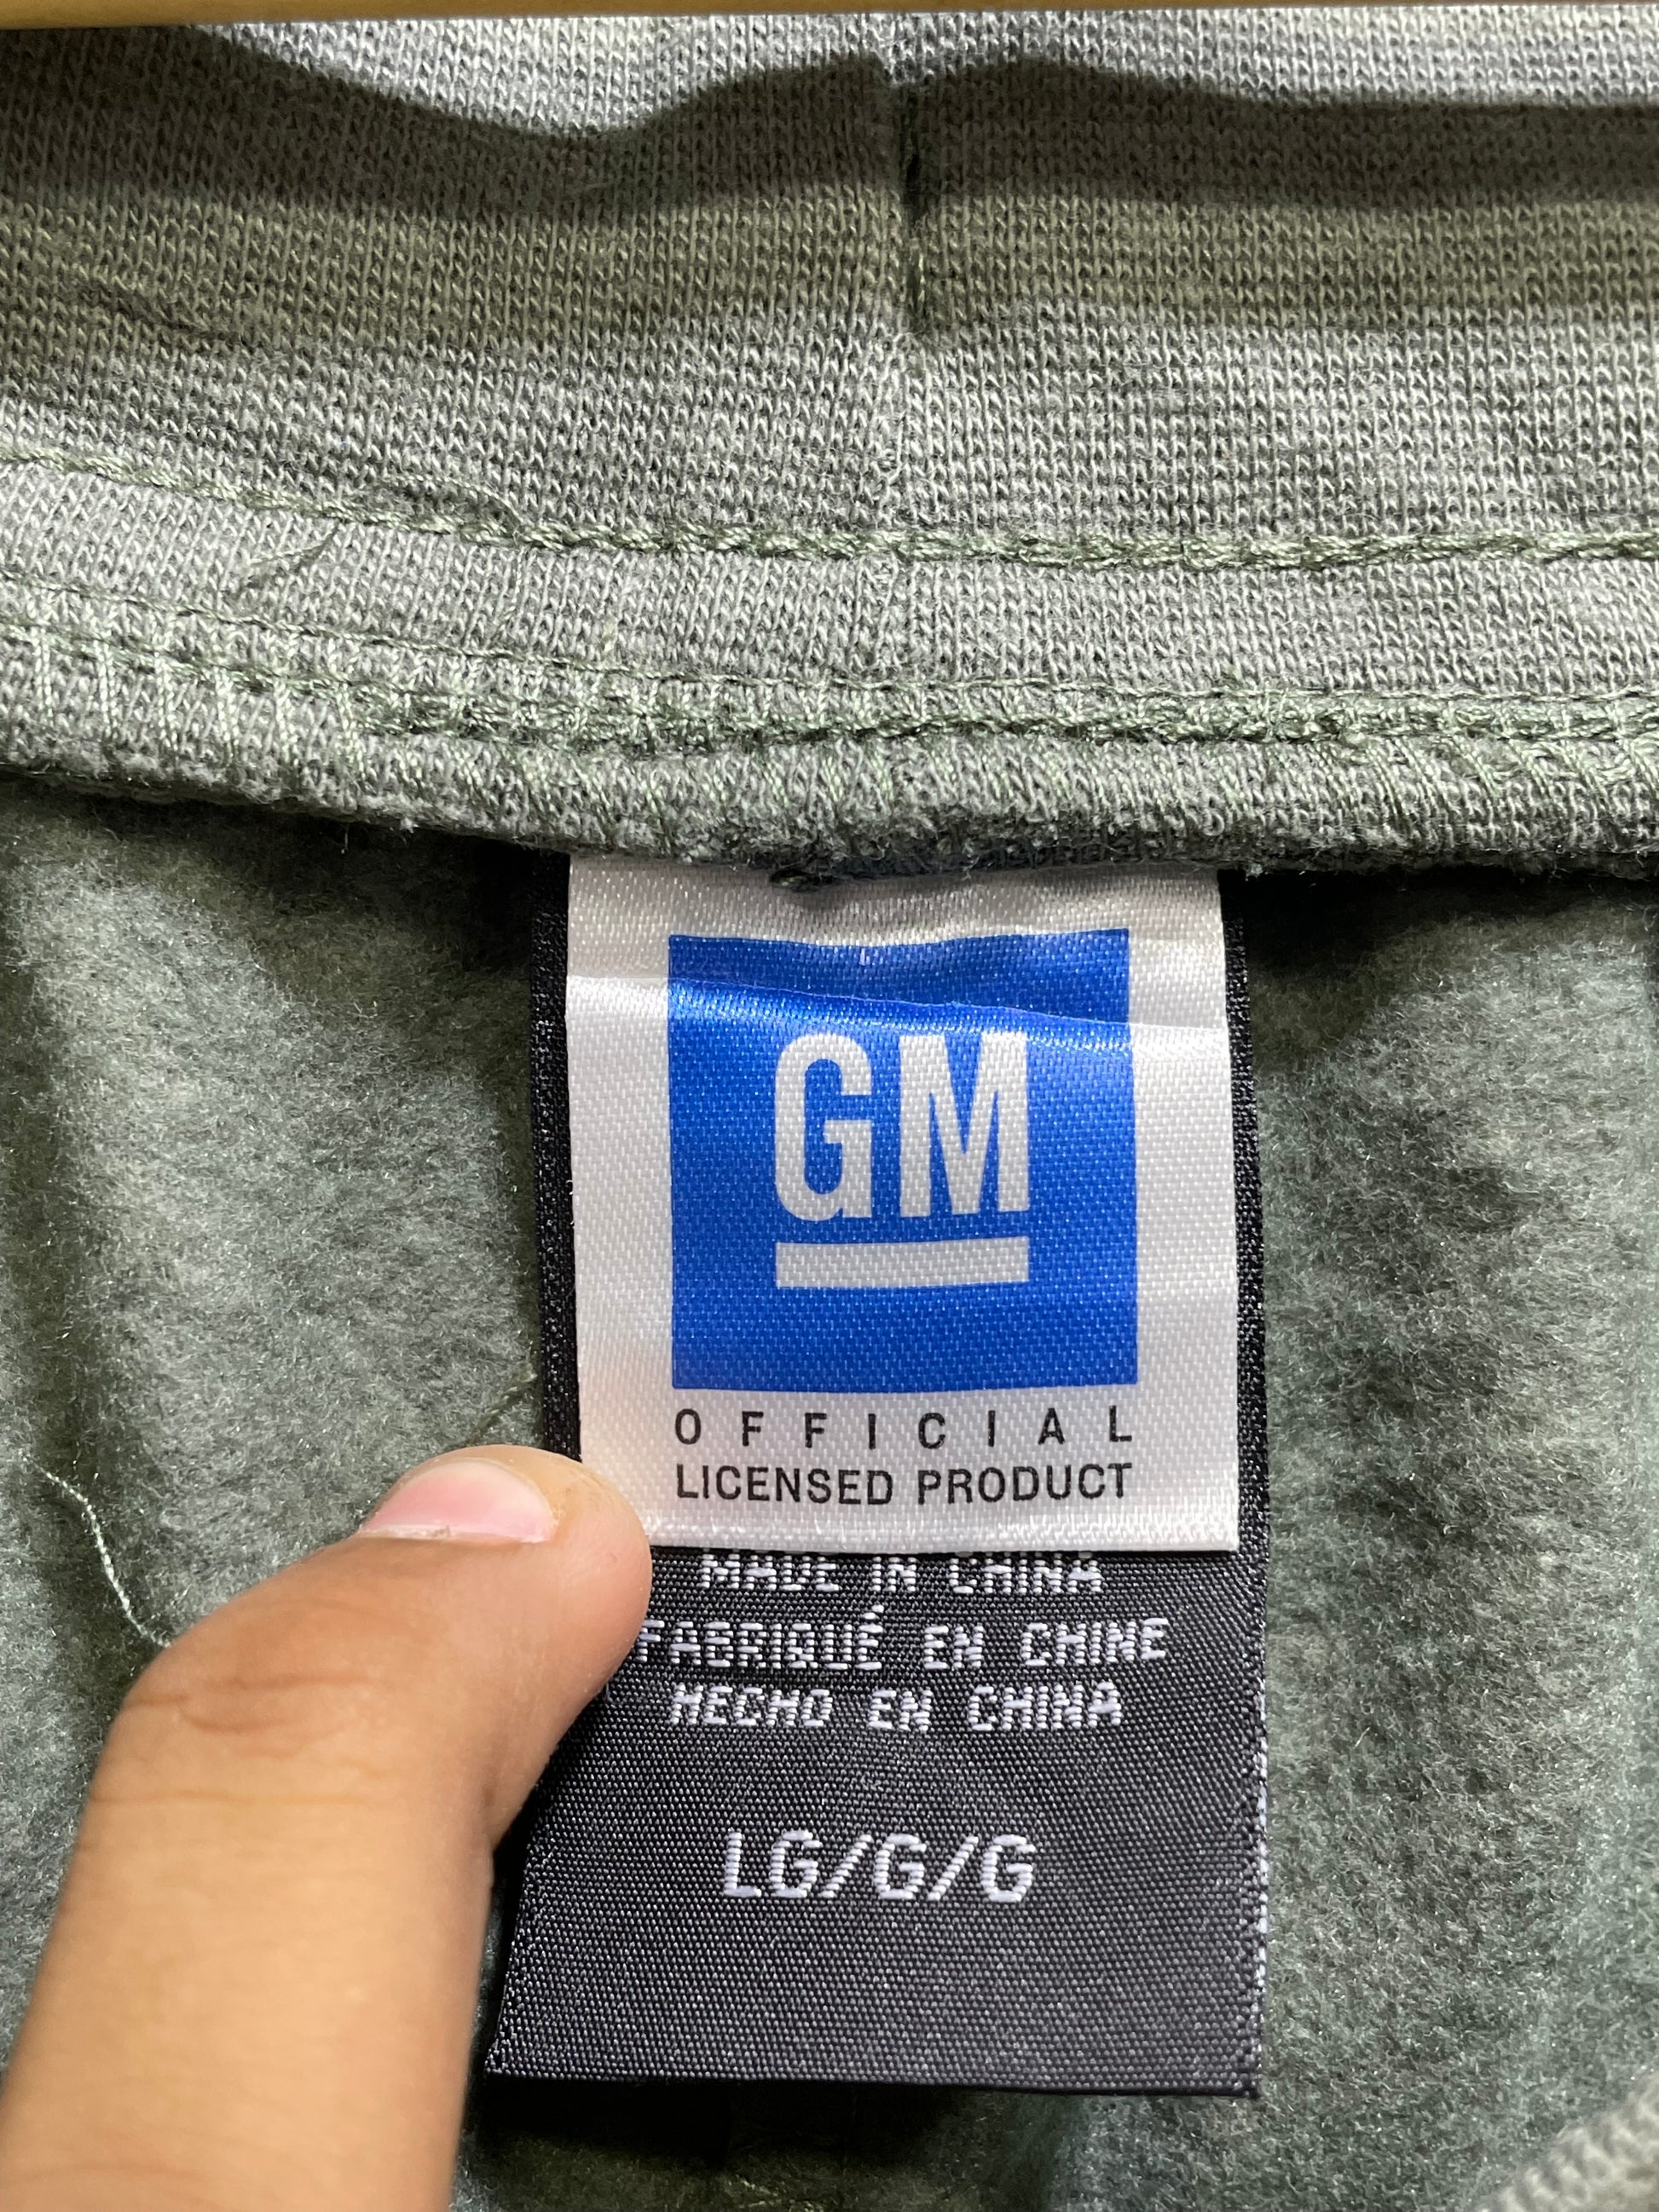 GM
OFFICIAL
LICENSED PRODUCT
MADE IN CHINA
FABRIQUÉ EN CHINE
HECHO EN CHINA
LG/G/G